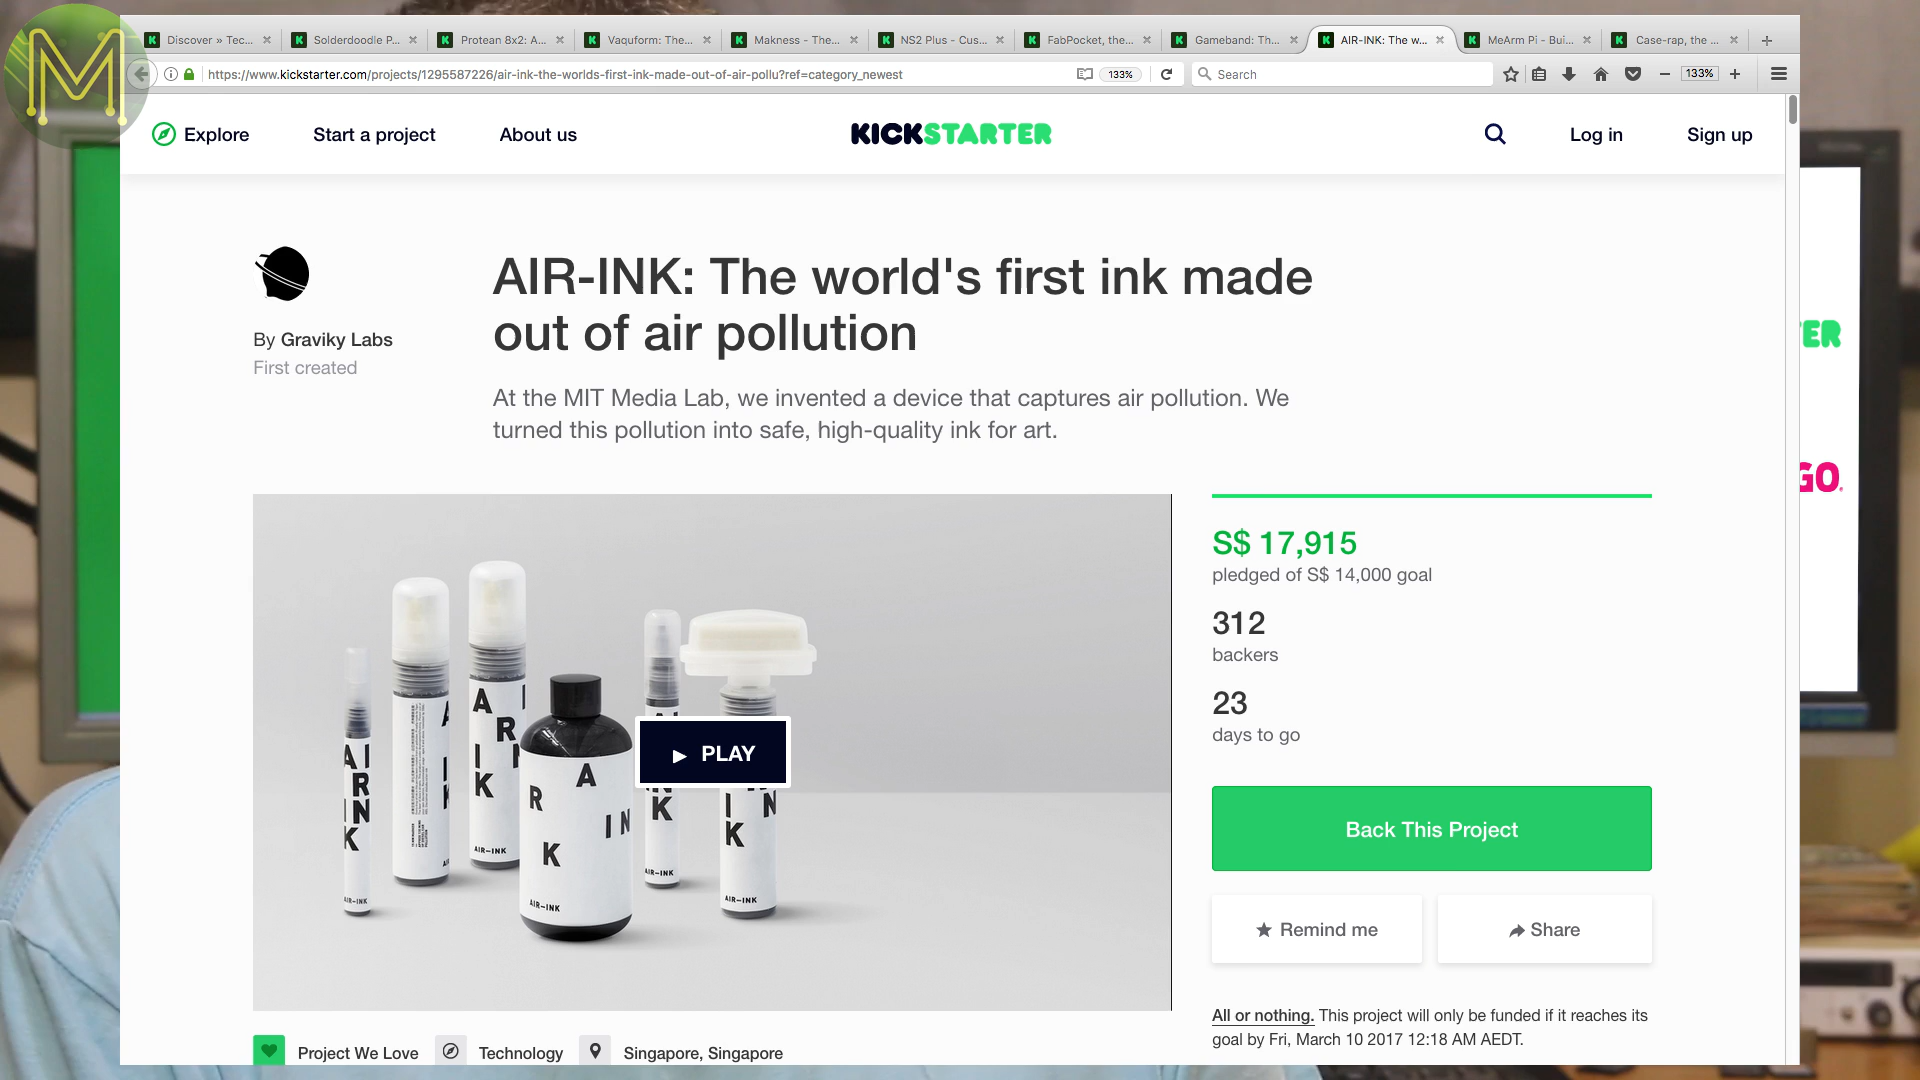 M
Discover » Tec...
Solderdoodle P...
Protean 8x2: A...
Vaquform: The...
Makness - The...
NS2 Plus - Cus...
FabPocket, the...
Gameband: Th...
AIR-INK: The w...
MeArm Pi - Bui...
Case-rap, the ...
https://www.kickstarter.com/projects/1295587226/air-ink-the-worlds-first-ink-made-out-of-air-pollu?ref=category_newest
133%
Search
133%
Explore
Start a project
About us
KICKSTARTER
Log in
Sign up
By Graviky Labs
First created
AIR-INK: The world's first ink made
out of air pollution
At the MIT Media Lab, we invented a device that captures air pollution. We
turned this pollution into safe, high-quality ink for art.
TER
GO
AIR-INK
AIR-INK
AIR-INK
AIR-INK
AIR-INK
PLAY
S$ 17,915
pledged of S$ 14,000 goal
312
backers
23
days to go
Back This Project
Remind me
Share
All or nothing. This project will only be funded if it reaches its
goal by Fri, March 10 2017 12:18 AM AEDT.
Project We Love
Technology
Singapore, Singapore